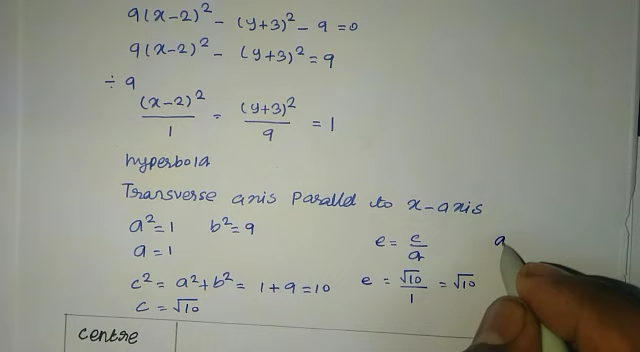 9(x-2)² - (y+3)² - 9 = 0
9(x-2)² - (y+3)² = 9
÷ 9
(x-2)²/1 - (y+3)²/9 = 1
hyperbola
Transverse axis Parallel to x-axis
a²=1 b²=9
a=1 e = c/a a
c² = a²+b² = 1+9=10 e = √10/1 = √10
c = √10
centre